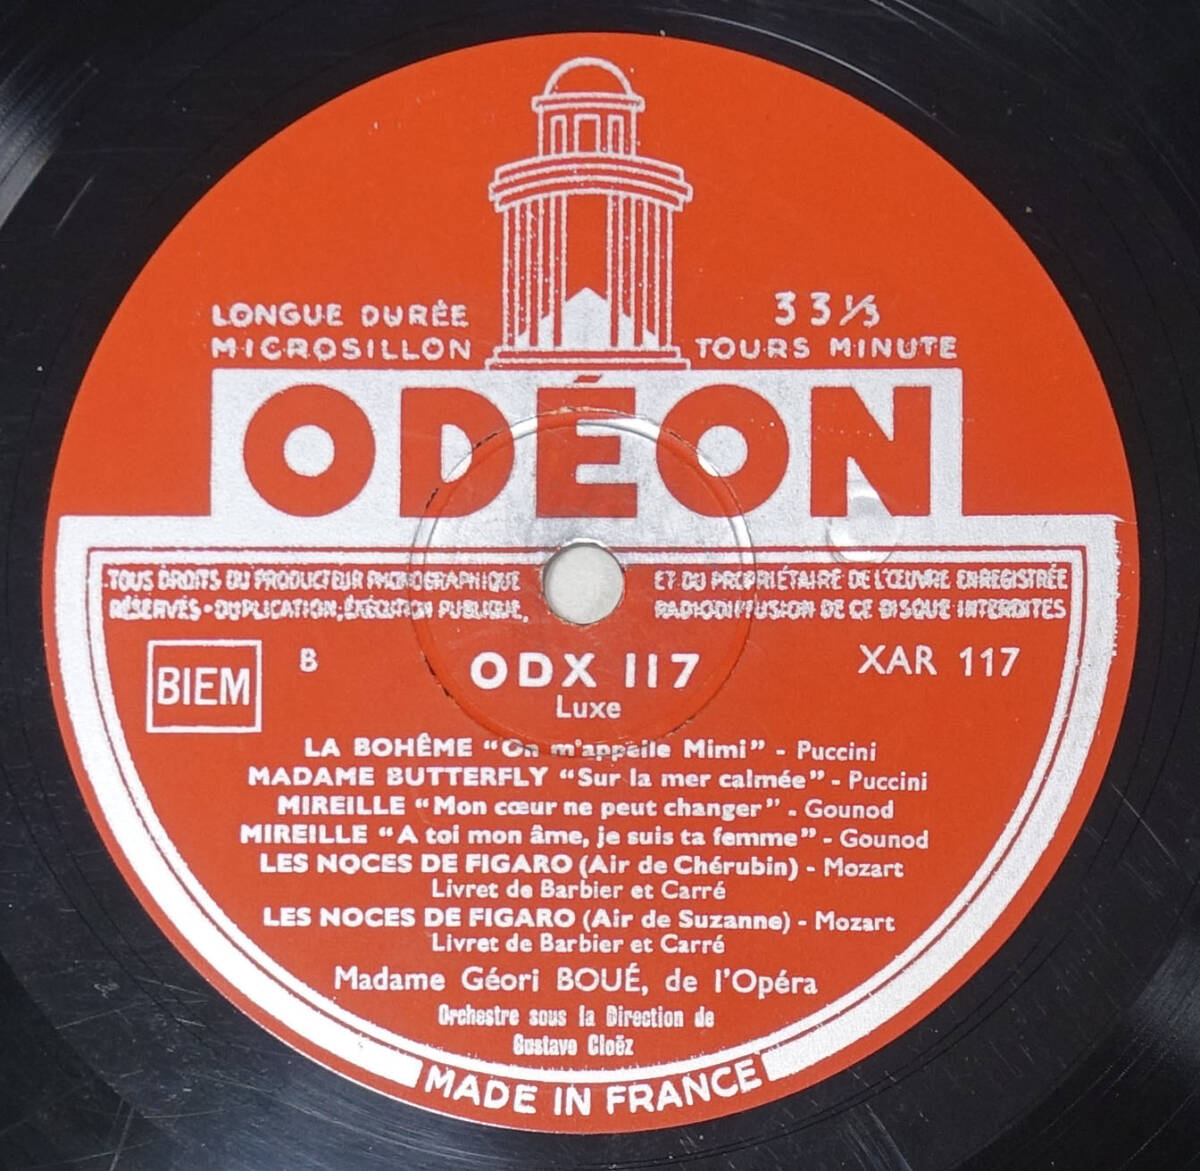 LONGUE DURÉE
MICROSILLON
33 1/3
TOURS MINUTE
ODÉON
TOUS DROITS DU PRODUCTEUR PHONOGRAPHIQUE ET DU PROPRIÉTAIRE DE L'ŒUVRE ENREGISTRÉE
RÉSERVÉS - DUPLICATION, EXÉCUTION PUBLIQUE, RADIODIFFUSION DE CE DISQUE INTERDITES
BIEM
B
ODX 117
XAR 117
Luxe
LA BOHÊME "On m'appelle Mimi" - Puccini
MADAME BUTTERFLY "Sur la mer calmée" - Puccini
MIREILLE "Mon cœur ne peut changer" - Gounod
MIREILLE "A toi mon âme, je suis ta femme" - Gounod
LES NOCES DE FIGARO (Air de Chérubin) - Mozart
Livret de Barbier et Carré
LES NOCES DE FIGARO (Air de Suzanne) - Mozart
Livret de Barbier et Carré
Madame Géori BOUÉ, de l'Opéra
Orchestre sous la Direction de
Gustave Cloëz
MADE IN FRANCE